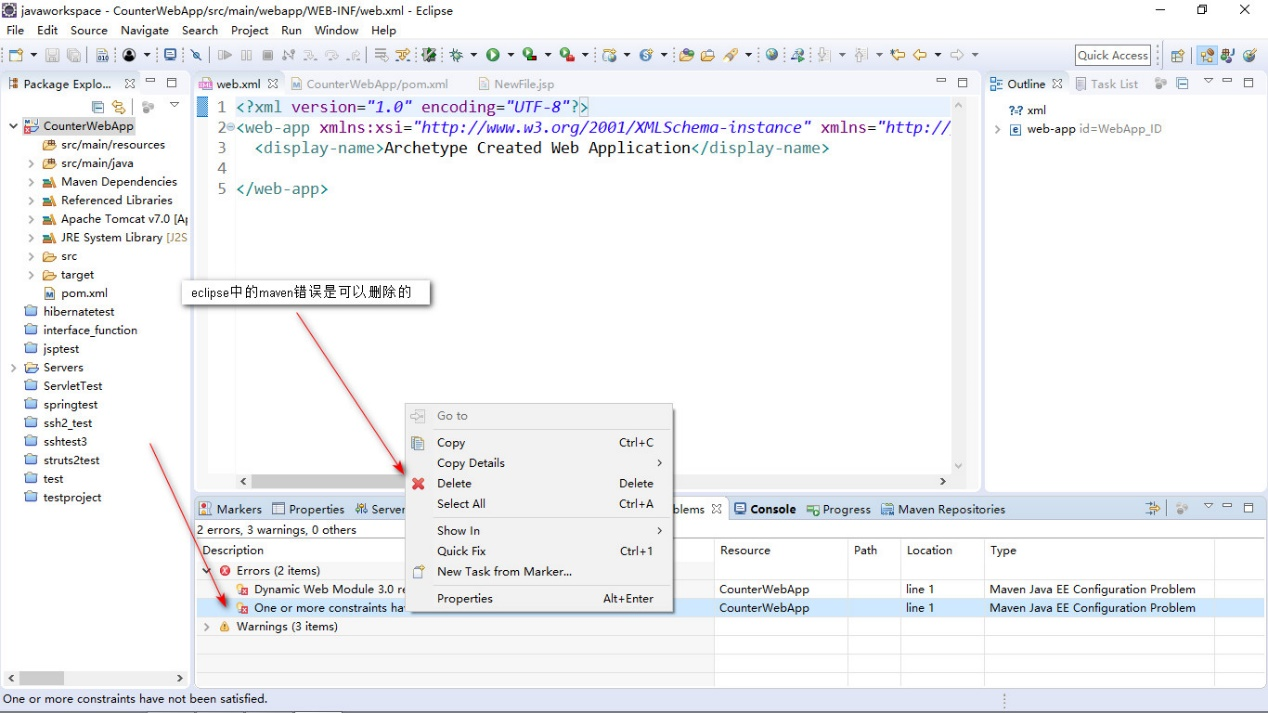 javaworkspace - CounterWebApp/src/main/webapp/WEB-INF/web.xml - Eclipse
File Edit Source Navigate Search Project Run Window Help
Quick Access
Package Explo...
web.xml CounterWebApp/pom.xml NewFile.jsp
Outline Task List
CounterWebApp
src/main/resources
src/main/java
Maven Dependencies
Referenced Libraries
Apache Tomcat v7.0 [Ap
JRE System Library [J2S
src
target
pom.xml
hibernatetest
interface_function
jsptest
Servers
ServletTest
springtest
ssh2_test
sshtest3
struts2test
test
testproject
1 <?xml version="1.0" encoding="UTF-8"?>
2 <web-app xmlns:xsi="http://www.w3.org/2001/XMLSchema-instance" xmlns="http://
3 <display-name>Archetype Created Web Application</display-name>
4
5 </web-app>
?-? xml
web-app id=WebApp_ID
eclipse中的maven错误是可以删除的
Go to
Copy Ctrl+C
Copy Details
Delete Delete
Select All Ctrl+A
Show In
Quick Fix Ctrl+1
New Task from Marker...
Properties Alt+Enter
Markers Properties Server blems Console Progress Maven Repositories
2 errors, 3 warnings, 0 others
Description Resource Path Location Type
Errors (2 items)
Dynamic Web Module 3.0 re CounterWebApp line 1 Maven Java EE Configuration Problem
One or more constraints ha CounterWebApp line 1 Maven Java EE Configuration Problem
Warnings (3 items)
One or more constraints have not been satisfied.